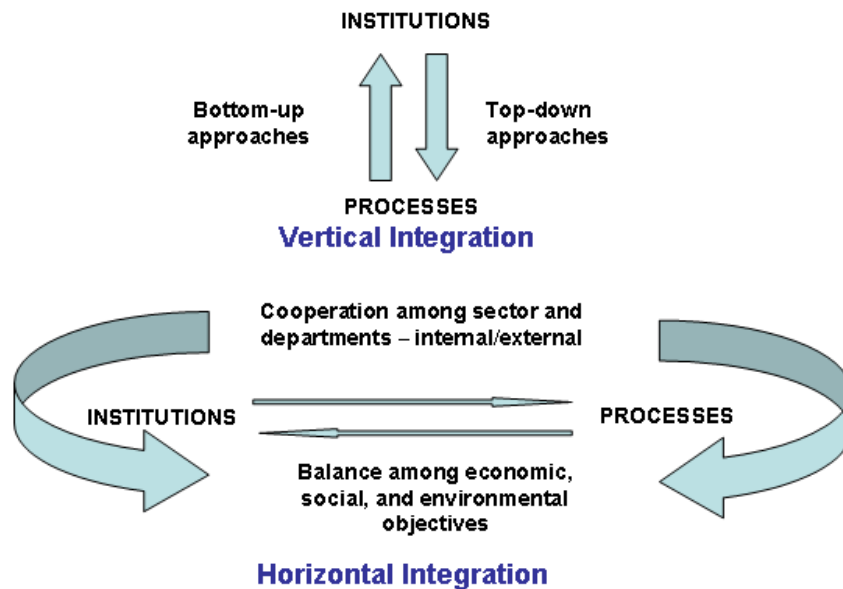 INSTITUTIONS
Bottom-up
approaches
Top-down
approaches
PROCESSES
Vertical Integration
Cooperation among sector and
departments – internal/external
INSTITUTIONS
PROCESSES
Balance among economic,
social, and environmental
objectives
Horizontal Integration